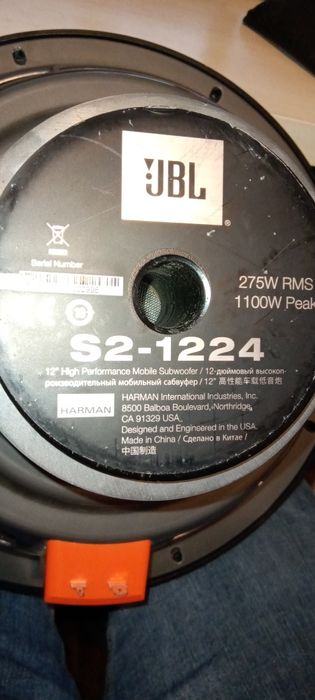 JBL
®
Serial Number
275W RMS
1100W Peak
S2-1224
12" High Performance Mobile Subwoofer / 12-дюймовый высокоп-
роизводительный мобильный сабвуфер / 12" 高性能车载低音炮
HARMAN
HARMAN International Industries, Inc.
8500 Balboa Boulevard, Northridge,
CA 91329 USA.
Designed and Engineered in the USA.
Made in China / Сделано в Китае /
中国制造